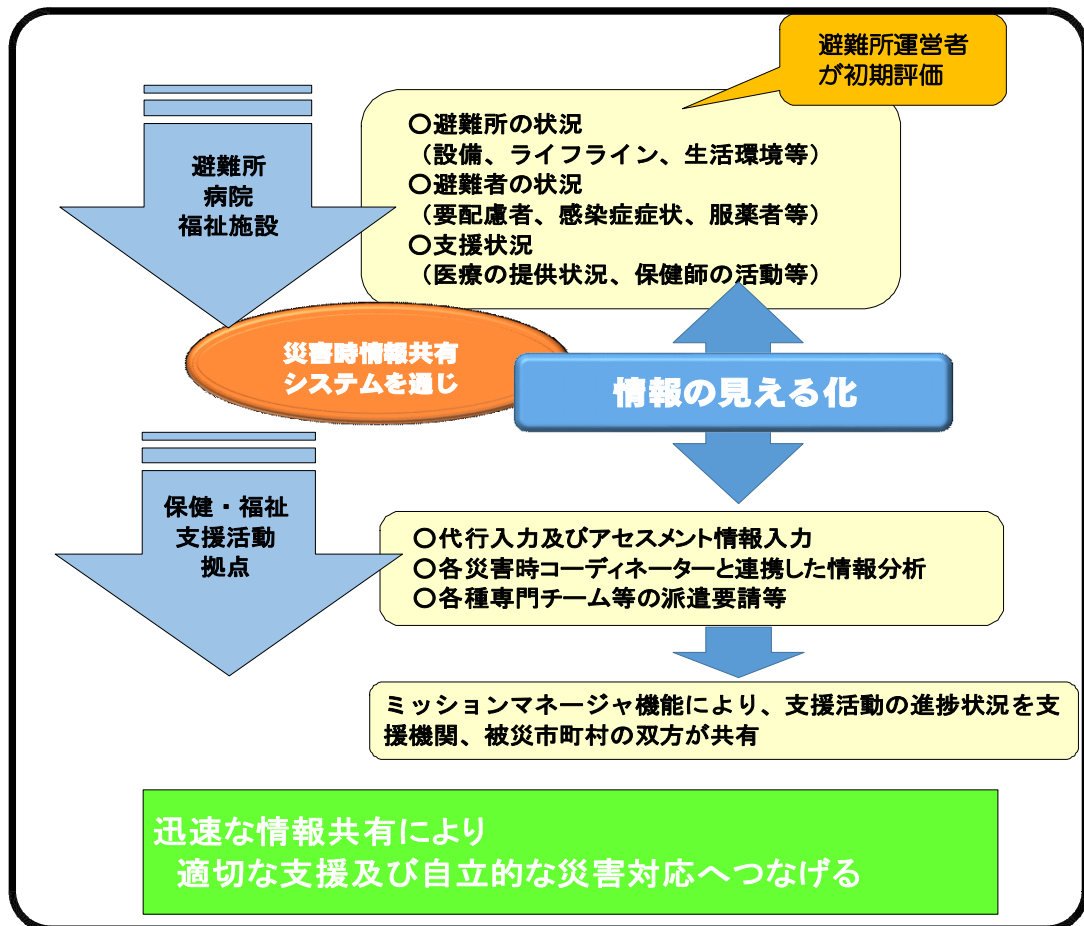 避難所運営者
が初期評価
避難所
病院
福祉施設
〇避難所の状況
（設備、ライフライン、生活環境等）
〇避難者の状況
（要配慮者、感染症症状、服薬者等）
〇支援状況
（医療の提供状況、保健師の活動等）
災害時情報共有
システムを通じ
情報の見える化
保健・福祉
支援活動
拠点
〇代行入力及びアセスメント情報入力
〇各災害時コーディネーターと連携した情報分析
〇各種専門チーム等の派遣要請等
ミッションマネージャ機能により、支援活動の進捗状況を支
援機関、被災市町村の双方が共有
迅速な情報共有により
適切な支援及び自立的な災害対応へつなげる